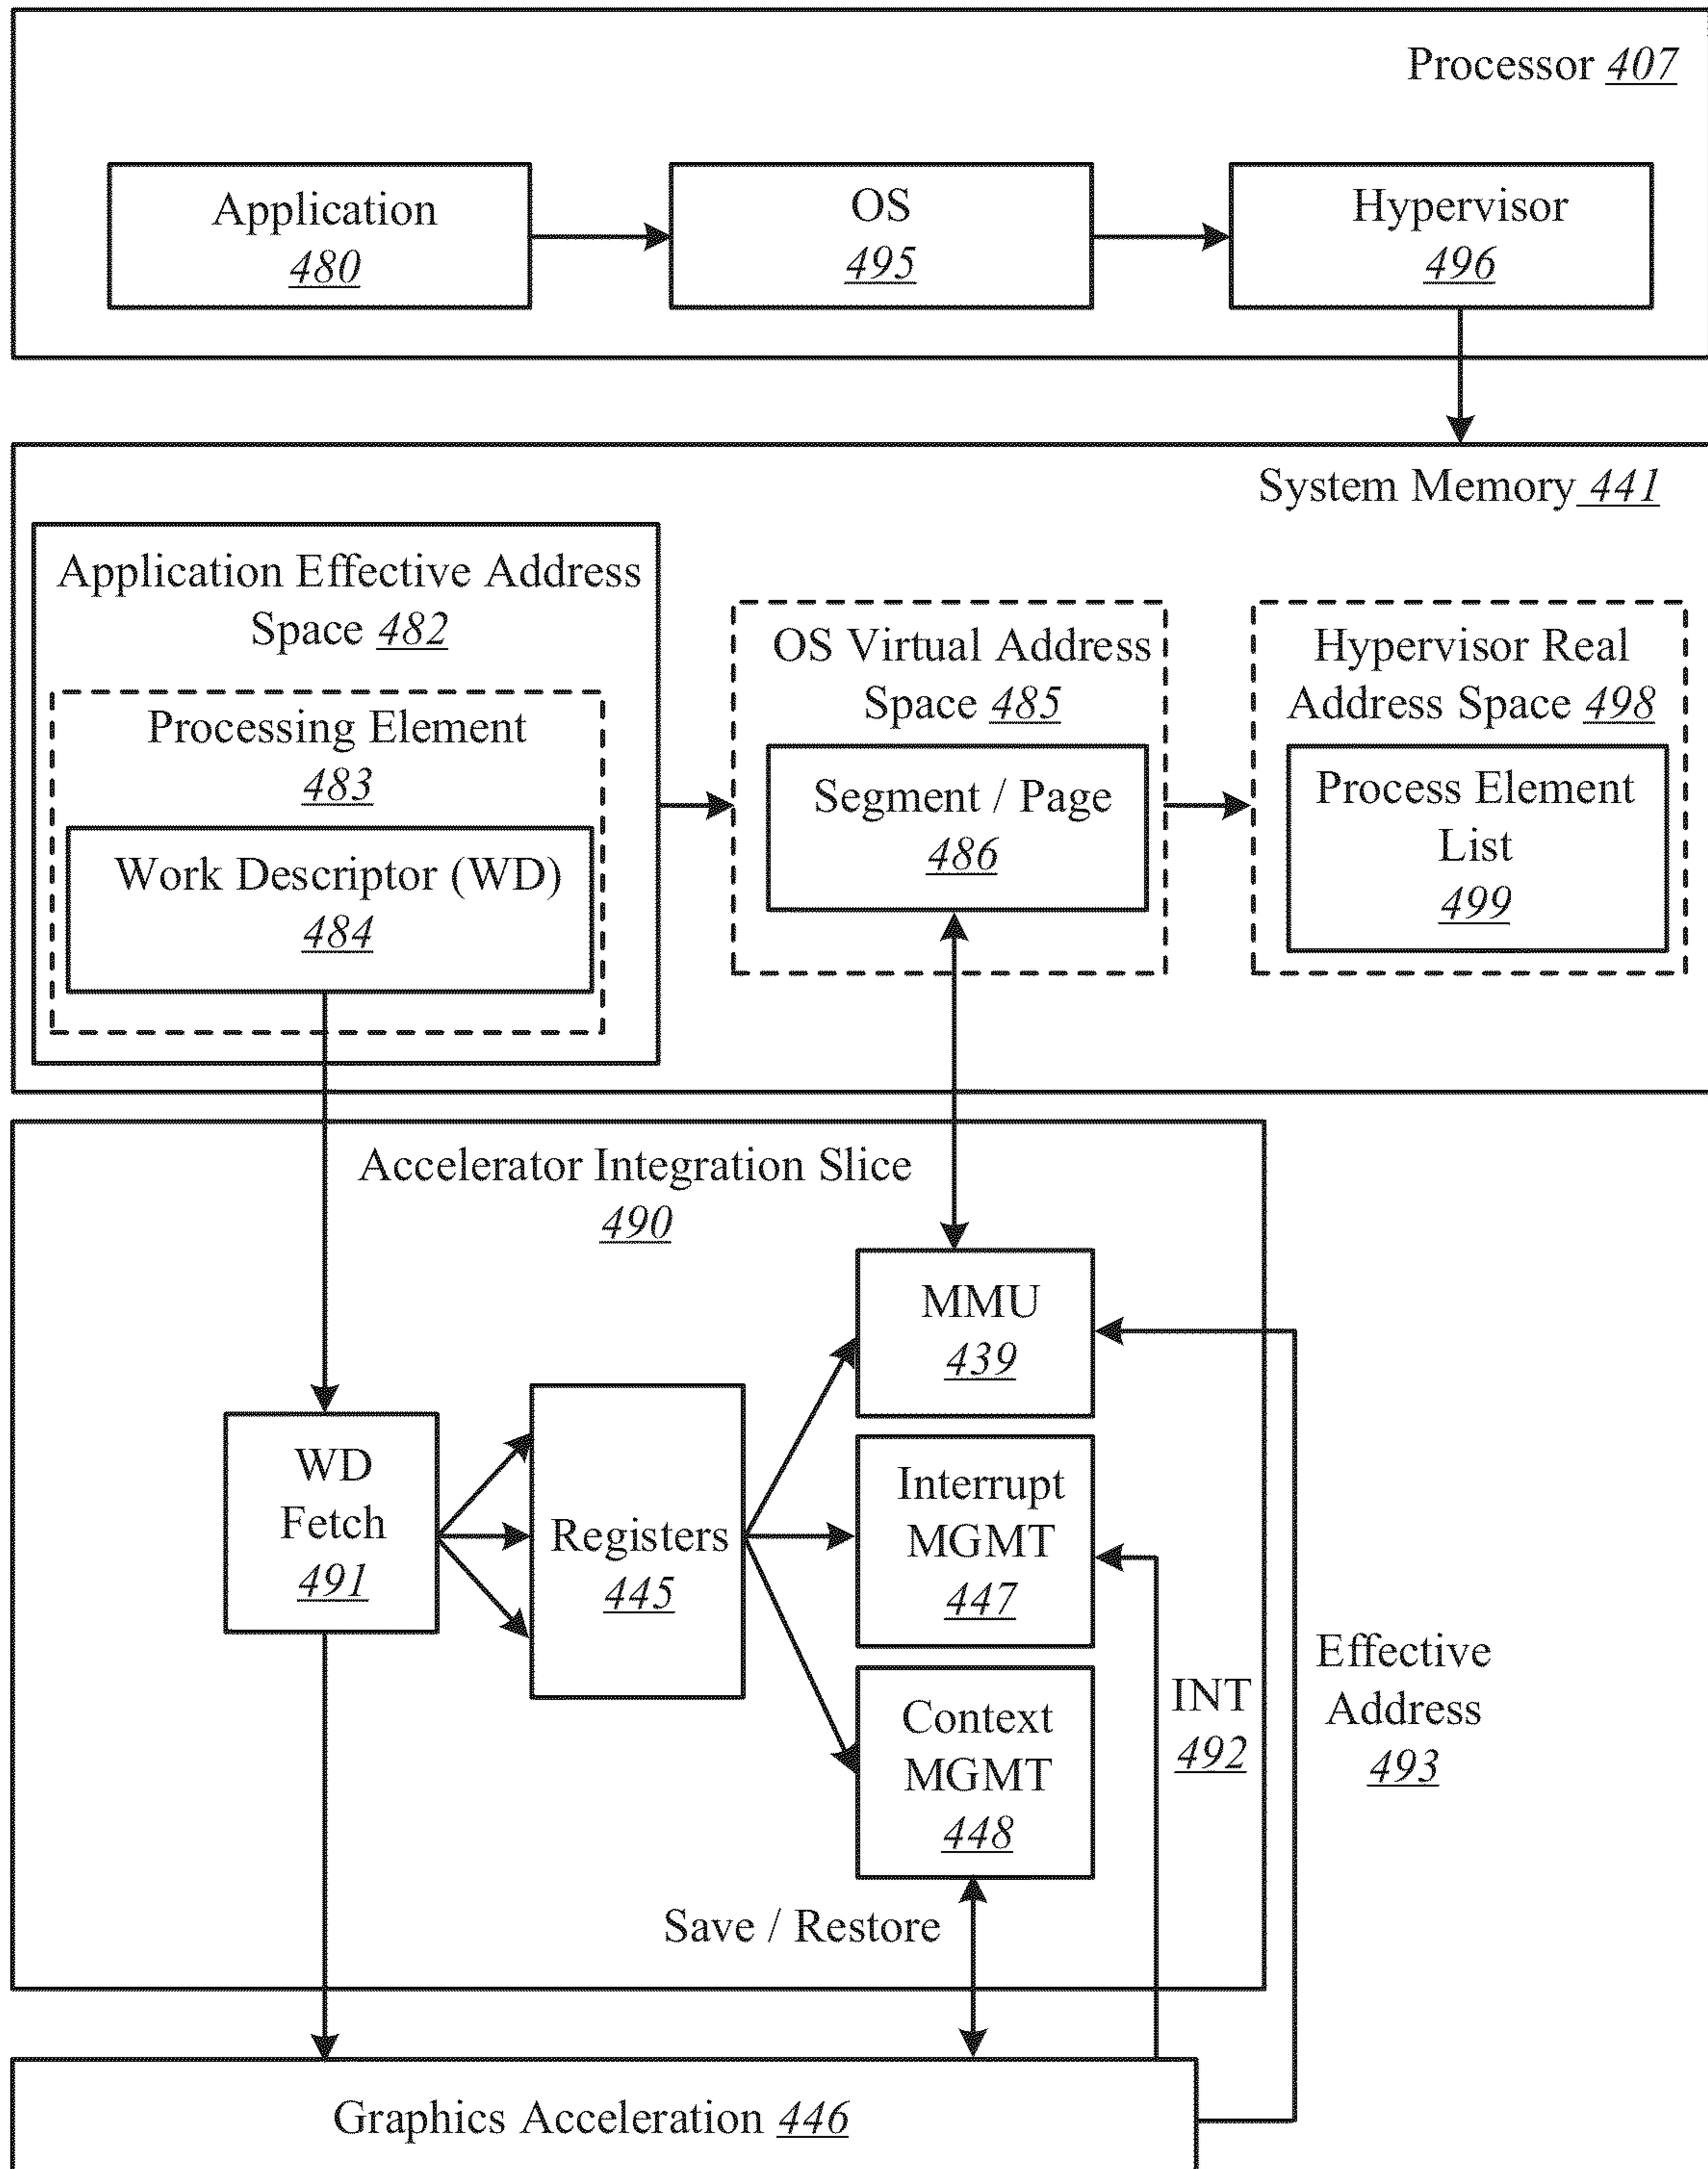 Processor 407
Application
480
OS
495
Hypervisor
496
System Memory 441
Application Effective Address
Space 482
Processing Element
483
Work Descriptor (WD)
484
OS Virtual Address
Space 485
Segment / Page
486
Hypervisor Real
Address Space 498
Process Element
List
499
Accelerator Integration Slice
490
MMU
439
WD
Fetch
491
Registers
445
Interrupt
MGMT
447
Context
MGMT
448
INT
492
Effective
Address
493
Save / Restore
Graphics Acceleration 446